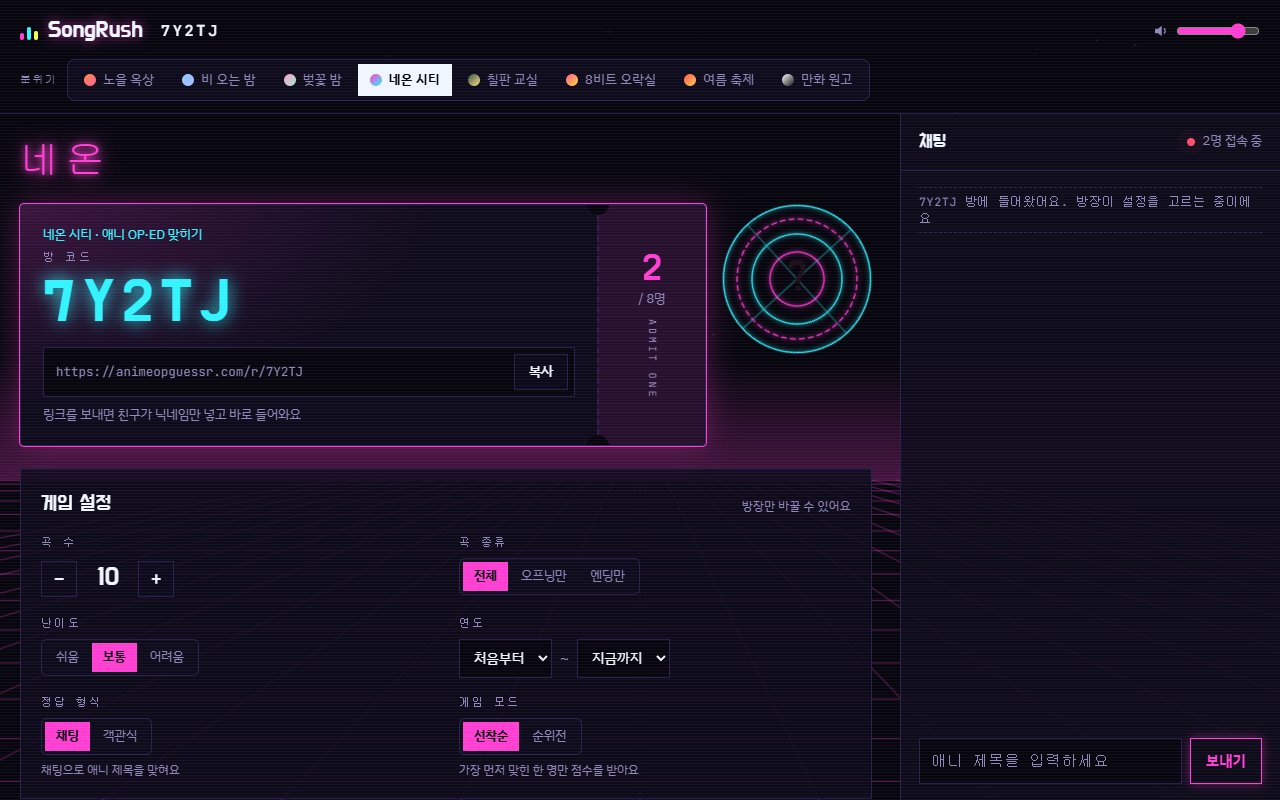 SongRush 7Y2TJ
분위기 노을 옥상 비 오는 밤 벚꽃 밤 네온 시티 칠판 교실 8비트 오락실 여름 축제 만화 원고
네온
네온 시티 · 애니 OP·ED 맞히기
방 코드
7Y2TJ
https://animeopguessr.com/r/7Y2TJ 복사
링크를 보내면 친구가 닉네임만 넣고 바로 들어와요
2
/ 8명
ADMIT ONE
게임 설정 방장만 바꿀 수 있어요
곡 수
− 10 +
곡 종류
전체 오프닝만 엔딩만
난이도
쉬움 보통 어려움
연도
처음부터 ~ 지금까지
정답 형식
채팅 객관식
채팅으로 애니 제목을 맞혀요
게임 모드
선착순 순위전
가장 먼저 맞힌 한 명만 점수를 받아요
채팅 2명 접속 중
7Y2TJ 방에 들어왔어요. 방장이 설정을 고르는 중이에
요
애니 제목을 입력하세요 보내기